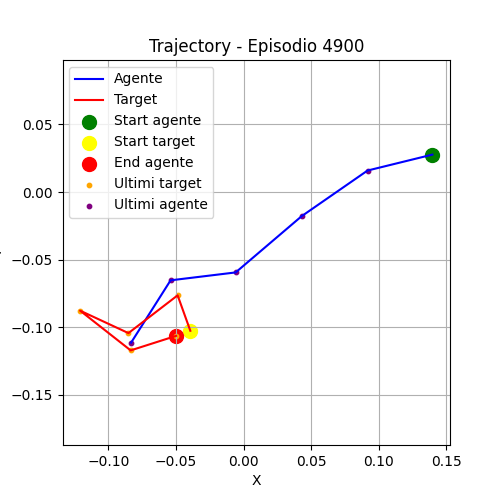 Trajectory - Episodio 4900
Agente
Target
Start agente
Start target
End agente
Ultimi target
Ultimi agente
0.05
0.00
−0.05
−0.10
−0.15
−0.10
−0.05
0.00
0.05
0.10
0.15
X